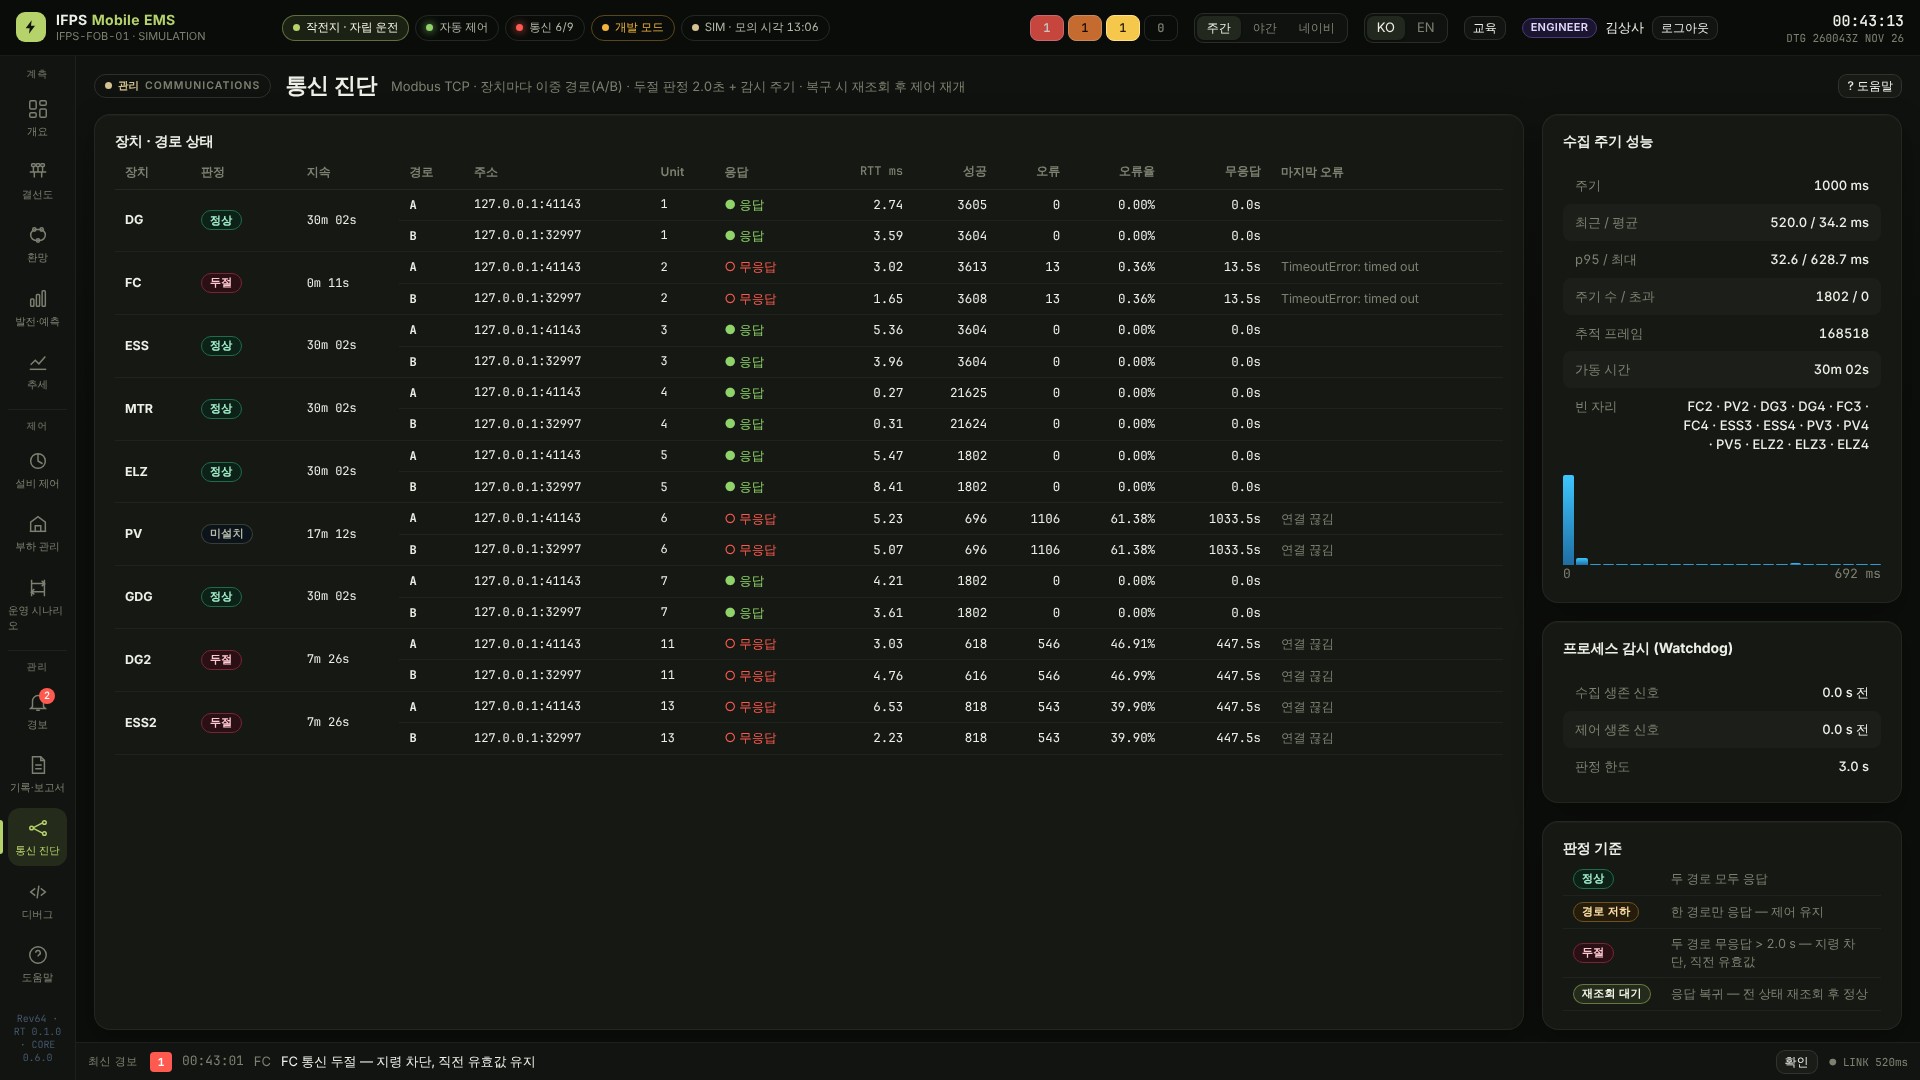 IFPS Mobile EMS
IFPS-FOB-01 · SIMULATION
작전지 · 자립 운전
자동 제어
통신 6/9
개발 모드
SIM · 모의 시각 13:06
1 1 1 0
주간 야간 네이비
KO EN
교육
ENGINEER 김상사 로그아웃
00:43:13
DTG 260043Z NOV 26
계측
개요
결선도
환망
발전·예측
추세
제어
설비 제어
부하 관리
운영 시나리
오
관리
2
경보
기록·보고서
통신 진단
디버그
도움말
Rev64 ·
RT 0.1.0
· CORE
0.6.0
관리 COMMUNICATIONS
통신 진단
Modbus TCP · 장치마다 이중 경로(A/B) · 두절 판정 2.0초 + 감시 주기 · 복구 시 재조회 후 제어 재개
? 도움말
장치 · 경로 상태
장치 판정 지속 경로 주소 Unit 응답 RTT ms 성공 오류 오류율 무응답 마지막 오류
DG 정상 30m 02s A 127.0.0.1:41143 1 응답 2.74 3605 0 0.00% 0.0s
B 127.0.0.1:32997 1 응답 3.59 3604 0 0.00% 0.0s
FC 두절 0m 11s A 127.0.0.1:41143 2 무응답 3.02 3613 13 0.36% 13.5s TimeoutError: timed out
B 127.0.0.1:32997 2 무응답 1.65 3608 13 0.36% 13.5s TimeoutError: timed out
ESS 정상 30m 02s A 127.0.0.1:41143 3 응답 5.36 3604 0 0.00% 0.0s
B 127.0.0.1:32997 3 응답 3.96 3604 0 0.00% 0.0s
MTR 정상 30m 02s A 127.0.0.1:41143 4 응답 0.27 21625 0 0.00% 0.0s
B 127.0.0.1:32997 4 응답 0.31 21624 0 0.00% 0.0s
ELZ 정상 30m 02s A 127.0.0.1:41143 5 응답 5.47 1802 0 0.00% 0.0s
B 127.0.0.1:32997 5 응답 8.41 1802 0 0.00% 0.0s
PV 미설치 17m 12s A 127.0.0.1:41143 6 무응답 5.23 696 1106 61.38% 1033.5s 연결 끊김
B 127.0.0.1:32997 6 무응답 5.07 696 1106 61.38% 1033.5s 연결 끊김
GDG 정상 30m 02s A 127.0.0.1:41143 7 응답 4.21 1802 0 0.00% 0.0s
B 127.0.0.1:32997 7 응답 3.61 1802 0 0.00% 0.0s
DG2 두절 7m 26s A 127.0.0.1:41143 11 무응답 3.03 618 546 46.91% 447.5s 연결 끊김
B 127.0.0.1:32997 11 무응답 4.76 616 546 46.99% 447.5s 연결 끊김
ESS2 두절 7m 26s A 127.0.0.1:41143 13 무응답 6.53 818 543 39.90% 447.5s 연결 끊김
B 127.0.0.1:32997 13 무응답 2.23 818 543 39.90% 447.5s 연결 끊김
수집 주기 성능
주기 1000 ms
최근 / 평균 520.0 / 34.2 ms
p95 / 최대 32.6 / 628.7 ms
주기 수 / 초과 1802 / 0
추적 프레임 168518
가동 시간 30m 02s
빈 자리 FC2 · PV2 · DG3 · DG4 · FC3 ·
FC4 · ESS3 · ESS4 · PV3 · PV4
· PV5 · ELZ2 · ELZ3 · ELZ4
0 692 ms
프로세스 감시 (Watchdog)
수집 생존 신호 0.0 s 전
제어 생존 신호 0.0 s 전
판정 한도 3.0 s
판정 기준
정상 두 경로 모두 응답
경로 저하 한 경로만 응답 — 제어 유지
두절 두 경로 무응답 > 2.0 s — 지령 차
단, 직전 유효값
재조회 대기 응답 복귀 — 전 상태 재조회 후 정상
최신 경보 1 00:43:01 FC FC 통신 두절 — 지령 차단, 직전 유효값 유지
확인
LINK 520ms